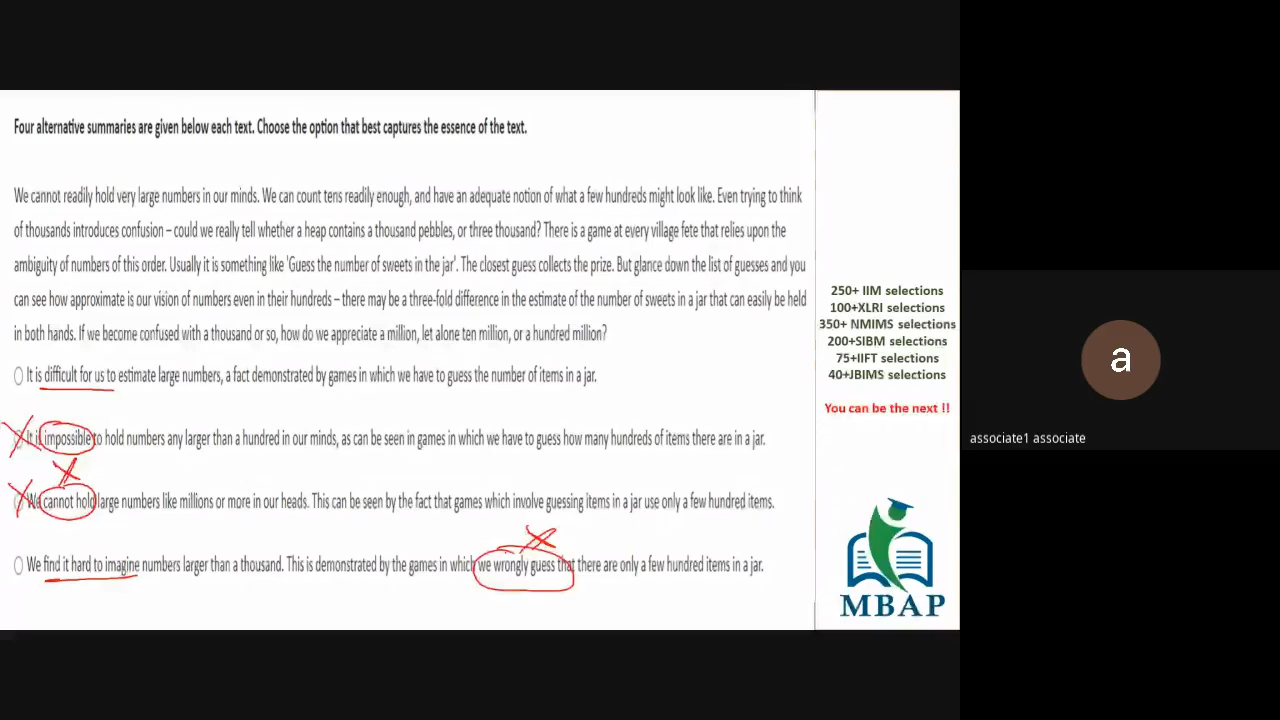 Four alternative summaries are given below each text. Choose the option that best captures the essence of the text.
We cannot readily hold very large numbers in our minds. We can count tens readily enough, and have an adequate notion of what a few hundreds might look like. Even trying to think
of thousands introduces confusion – could we really tell whether a heap contains a thousand pebbles, or three thousand? There is a game at every village fete that relies upon the
ambiguity of numbers of this order. Usually it is something like 'Guess the number of sweets in the jar'. The closest guess collects the prize. But glance down the list of guesses and you
can see how approximate is our vision of numbers even in their hundreds – there may be a three-fold difference in the estimate of the number of sweets in a jar that can easily be held
in both hands. If we become confused with a thousand or so, how do we appreciate a million, let alone ten million, or a hundred million?
It is difficult for us to estimate large numbers, a fact demonstrated by games in which we have to guess the number of items in a jar.
It is impossible to hold numbers any larger than a hundred in our minds, as can be seen in games in which we have to guess how many hundreds of items there are in a jar.
We cannot hold large numbers like millions or more in our heads. This can be seen by the fact that games which involve guessing items in a jar use only a few hundred items.
We find it hard to imagine numbers larger than a thousand. This is demonstrated by the games in which we wrongly guess that there are only a few hundred items in a jar.
250+ IIM selections
100+XLRI selections
350+ NMIMS selections
200+SIBM selections
75+IIFT selections
40+JBIMS selections
You can be the next !!
MBAP
a
associate1 associate